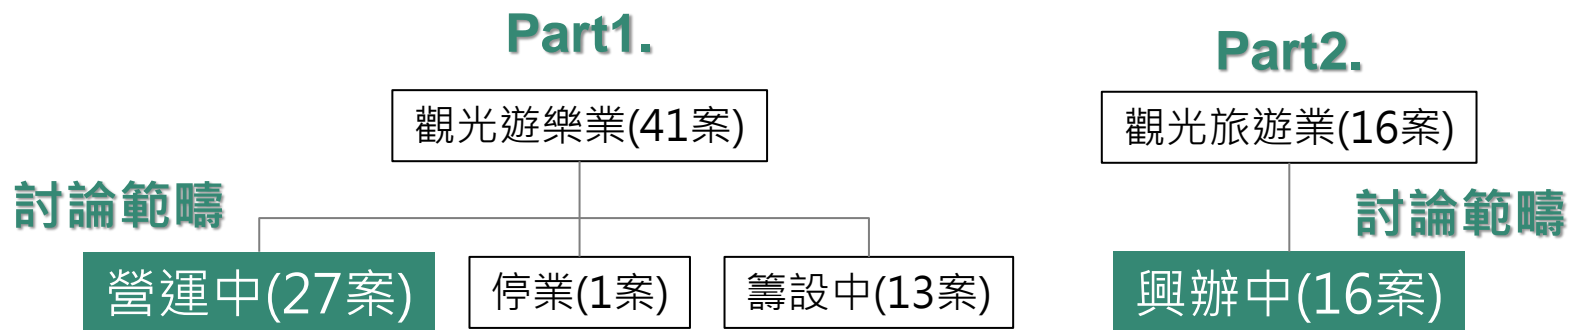 Part1.
觀光遊樂業(41案)
討論範疇
營運中(27案)
停業(1案)
籌設中(13案)
Part2.
觀光旅遊業(16案)
討論範疇
興辦中(16案)